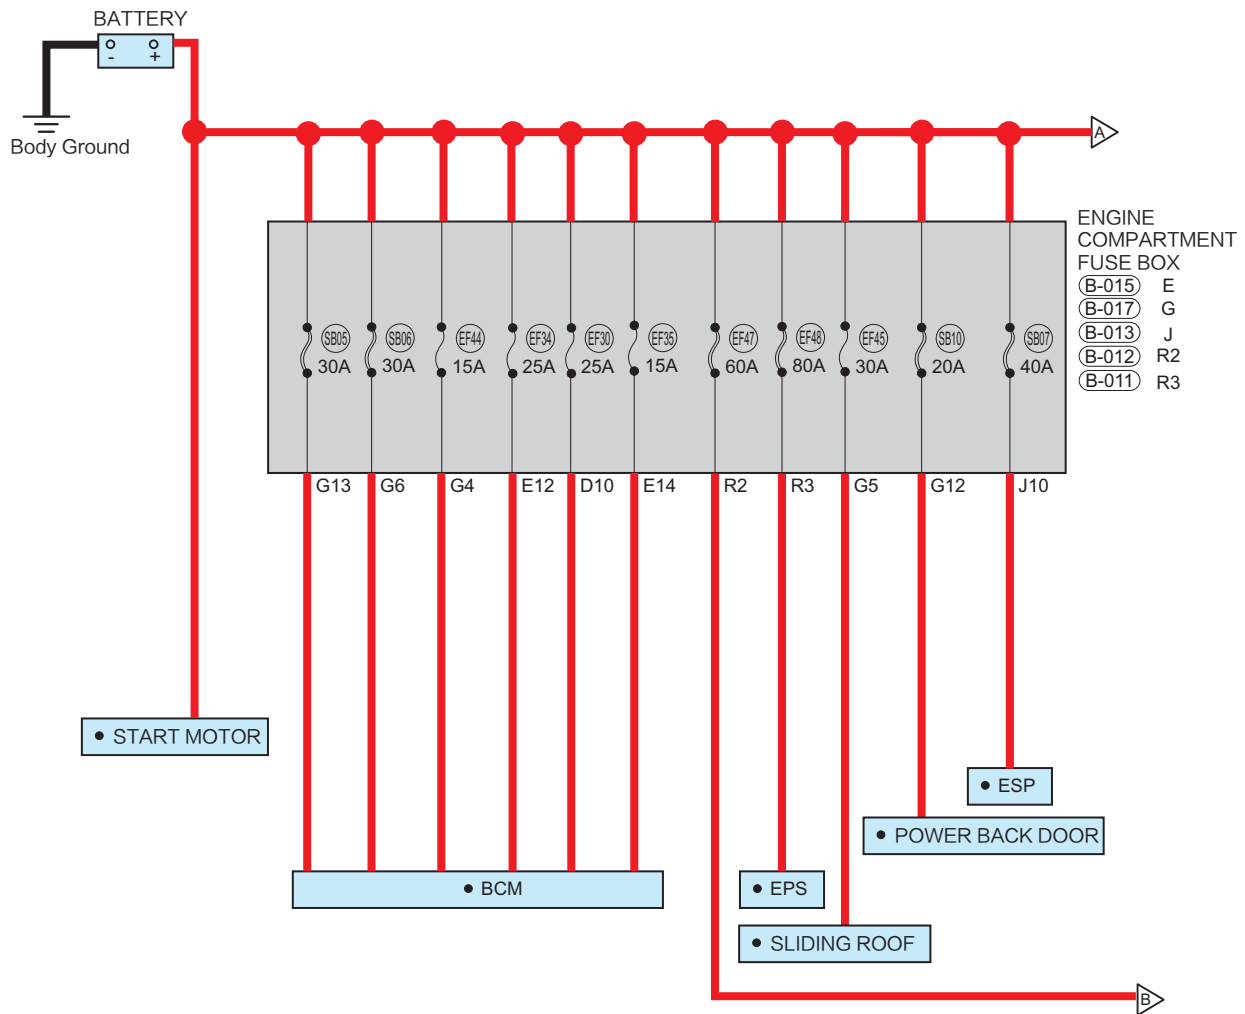 BATTERY
- +
Body Ground
A
ENGINE
COMPARTMENT
FUSE BOX
B-015 E
B-017 G
B-013 J
B-012 R2
B-011 R3
SB05 SB06 EF44 EF34 EF30 EF35 EF47 EF48 EF45 SB10 SB07
30A 30A 15A 25A 25A 15A 60A 80A 30A 20A 40A
G13 G6 G4 E12 D10 E14 R2 R3 G5 G12 J10
• START MOTOR
• ESP
• POWER BACK DOOR
• BCM
• EPS
• SLIDING ROOF
B